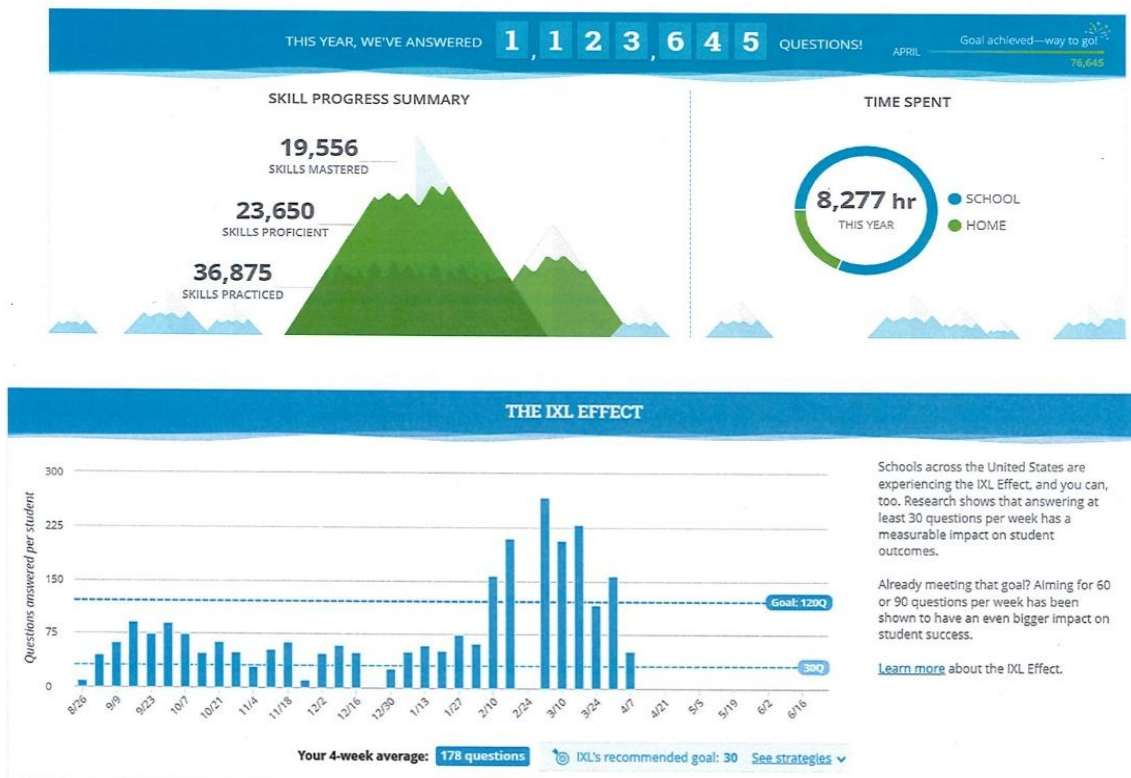 THIS YEAR, WE'VE ANSWERED 1,123,645 QUESTIONS!
APRIL
Goal achieved—way to go!
76,645
SKILL PROGRESS SUMMARY
19,556
SKILLS MASTERED
23,650
SKILLS PROFICIENT
36,875
SKILLS PRACTICED
TIME SPENT
8,277 hr
THIS YEAR
SCHOOL
HOME
THE IXL EFFECT
Questions answered per student
300
225
150
75
0
Goal: 120Q
30Q
8/26 9/9 9/23 10/7 10/21 11/4 11/18 12/2 12/16 12/30 1/13 1/27 2/10 2/24 3/10 3/24 4/7 4/21 5/5 5/19 6/2 6/16
Your 4-week average: 178 questions
IXL's recommended goal: 30 See strategies
Schools across the United States are
experiencing the IXL Effect, and you can,
too. Research shows that answering at
least 30 questions per week has a
measurable impact on student
outcomes.
Already meeting that goal? Aiming for 60
or 90 questions per week has been
shown to have an even bigger impact on
student success.
Learn more about the IXL Effect.